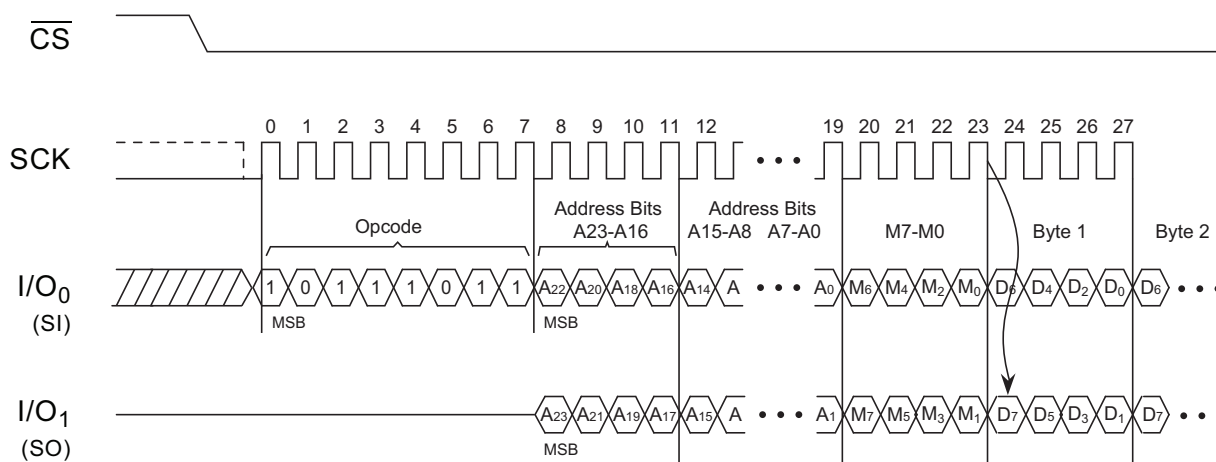 CS
0 1 2 3 4 5 6 7 8 9 10 11 12 19 20 21 22 23 24 25 26 27
SCK
Opcode
Address Bits
A23-A16
Address Bits
A15-A8 A7-A0
M7-M0
Byte 1
Byte 2
I/O0
(SI)
1 0 1 1 1 0 1 1 A22 A20 A18 A16 A14 A A0 M6 M4 M2 M0 D6 D4 D2 D0 D6
MSB MSB
I/O1
(SO)
A23 A21 A19 A17 A15 A A1 M7 M5 M3 M1 D7 D5 D3 D1 D7
MSB